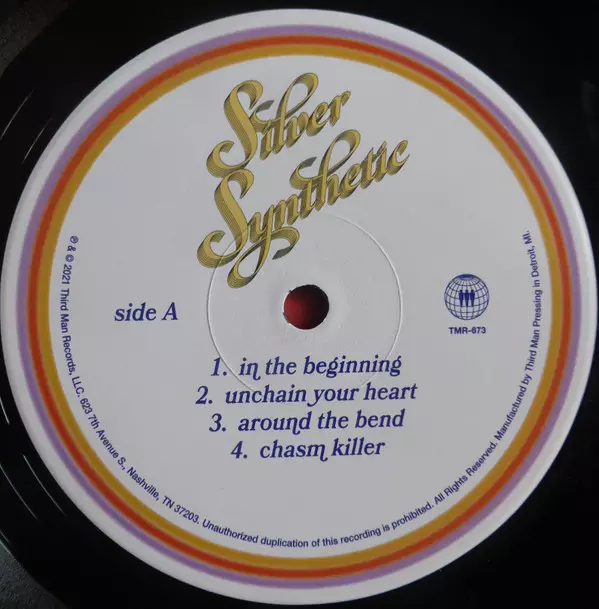 Silver
Synthetic
side A
TMR-673
1. in the beginning
2. unchain your heart
3. around the bend
4. chasm killer
℗ & © 2021 Third Man Records, LLC. 623 7th Avenue S., Nashville, TN 37203. Unauthorized duplication of this recording is prohibited. All Rights Reserved. Manufactured by Third Man Pressing in Detroit, MI.